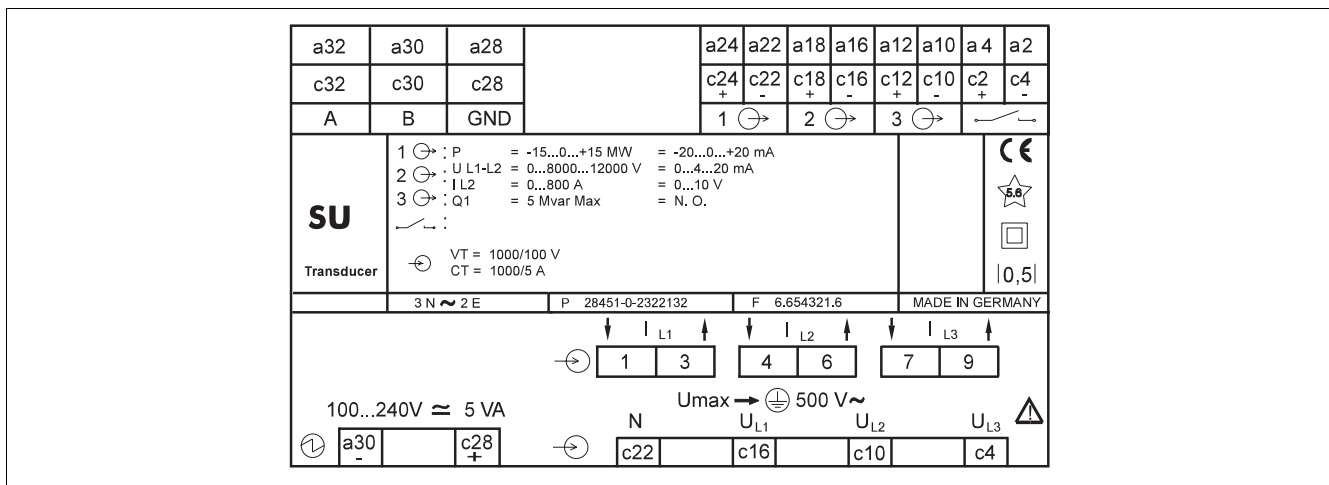 a32 a30 a28 a24 a22 a18 a16 a12 a10 a 4 a2
c32 c30 c28 c24 c22 c18 c16 c12 c10 c2 c4
+ - + - + - + -
A B GND 1 2 3
1 : P = -15...0...+15 MW = -20...0...+20 mA
2 : U L1-L2 = 0...8000...12000 V = 0...4...20 mA
I L2 = 0...800 A = 0...10 V
3 : Q1 = 5 Mvar Max = N. O.
:
VT = 1000/100 V
CT = 1000/5 A
SU
Transducer
CE
5.6
0,5
3 N ~ 2 E P 28451-0-2322132 F 6.654321.6 MADE IN GERMANY
I L1 I L2 I L3
1 3 4 6 7 9
Umax → 500 V~
100...240V ≃ 5 VA
N UL1 UL2 UL3
a30 c28 c22 c16 c10 c4
- +